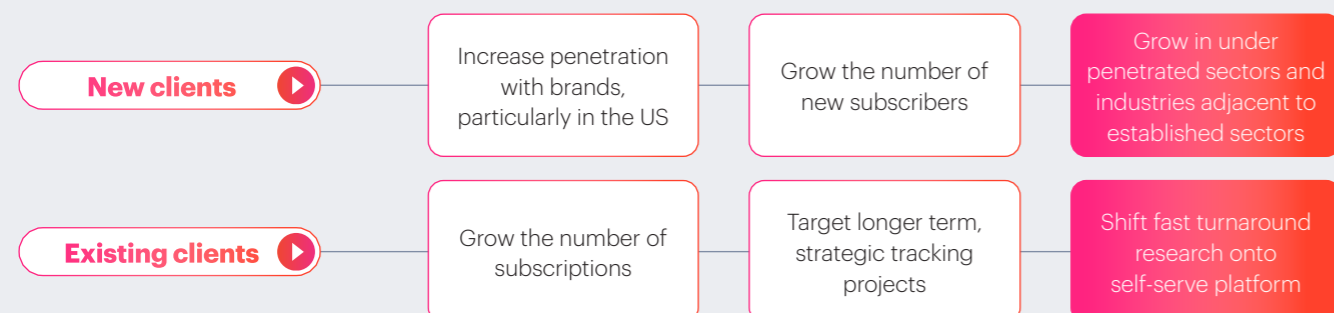 New clients
Increase penetration
with brands,
particularly in the US
Grow the number of
new subscribers
Grow in under
penetrated sectors and
industries adjacent to
established sectors
Existing clients
Grow the number of
subscriptions
Target longer term,
strategic tracking
projects
Shift fast turnaround
research onto
self-serve platform